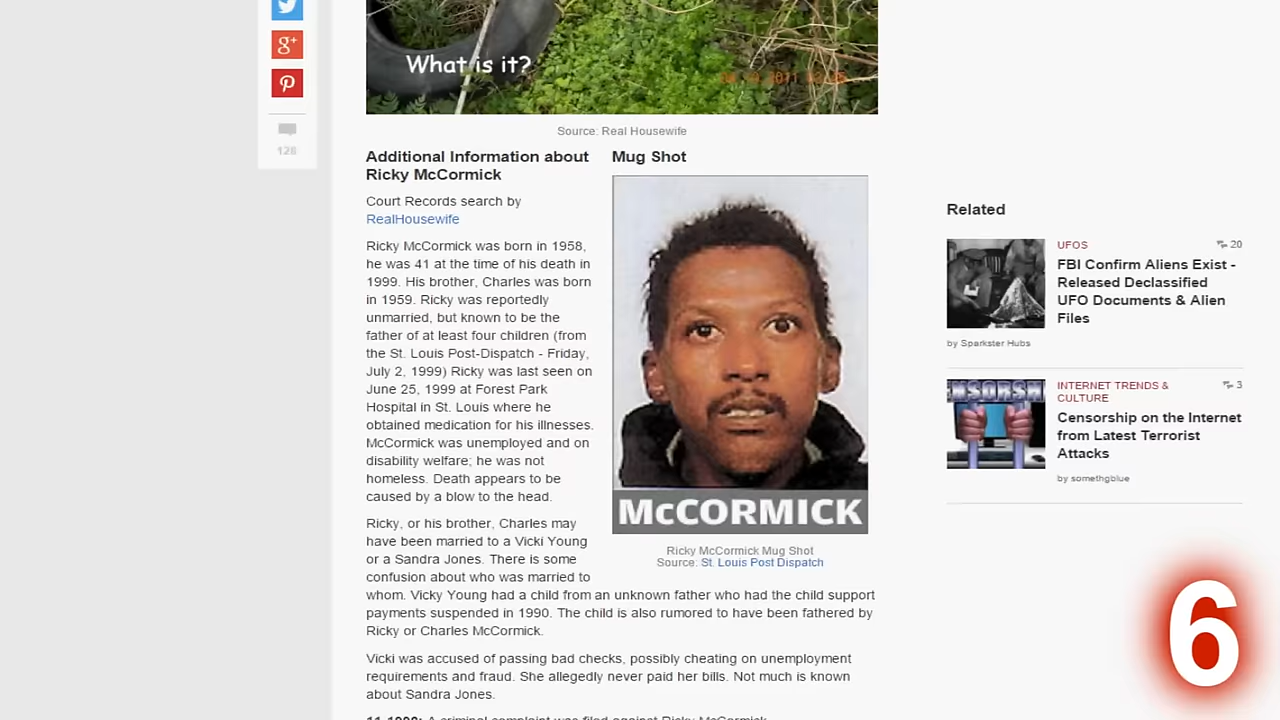 What is it?
Source: Real Housewife
g+
128
Additional Information about
Ricky McCormick
Court Records search by
RealHousewife
Ricky McCormick was born in 1958,
he was 41 at the time of his death in
1999. His brother, Charles was born
in 1959. Ricky was reportedly
unmarried, but known to be the
father of at least four children (from
the St. Louis Post-Dispatch - Friday,
July 2, 1999) Ricky was last seen on
June 25, 1999 at Forest Park
Hospital in St. Louis where he
obtained medication for his illnesses.
McCormick was unemployed and on
disability welfare; he was not
homeless. Death appears to be
caused by a blow to the head.
Mug Shot
McCORMICK
Ricky McCormick Mug Shot
Source: St. Louis Post Dispatch
Ricky, or his brother, Charles may
have been married to a Vicki Young
or a Sandra Jones. There is some
confusion about who was married to
whom. Vicky Young had a child from an unknown father who had the child support
payments suspended in 1990. The child is also rumored to have been fathered by
Ricky or Charles McCormick.
Vicki was accused of passing bad checks, possibly cheating on unemployment
requirements and fraud. She allegedly never paid her bills. Not much is known
about Sandra Jones.
11-1990: A criminal complaint was filed against Ricky McCormick
Related
UFOS
20
FBI Confirm Aliens Exist -
Released Declassified
UFO Documents & Alien
Files
by Sparkster Hubs
INTERNET TRENDS &
CULTURE
3
Censorship on the Internet
from Latest Terrorist
Attacks
by somethgblue
6